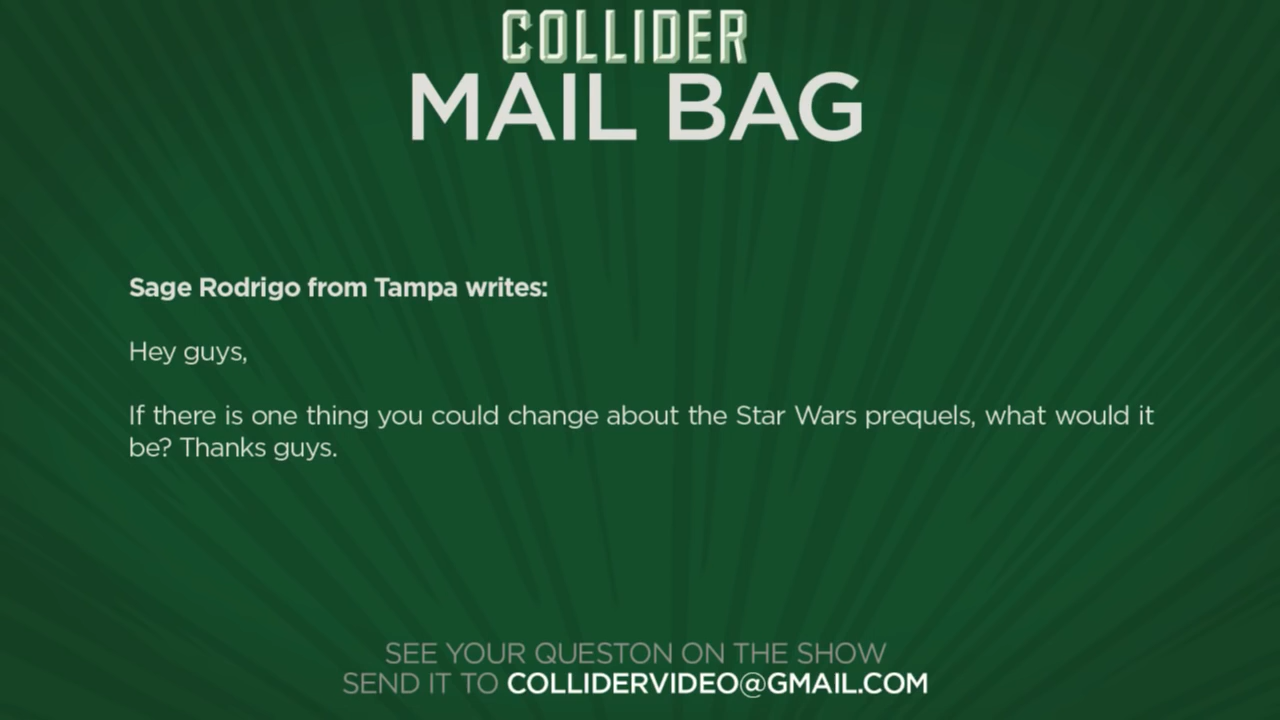 COLLIDER
MAIL BAG
Sage Rodrigo from Tampa writes:
Hey guys,
If there is one thing you could change about the Star Wars prequels, what would it
be? Thanks guys.
SEE YOUR QUESTON ON THE SHOW
SEND IT TO COLLIDERVIDEO@GMAIL.COM